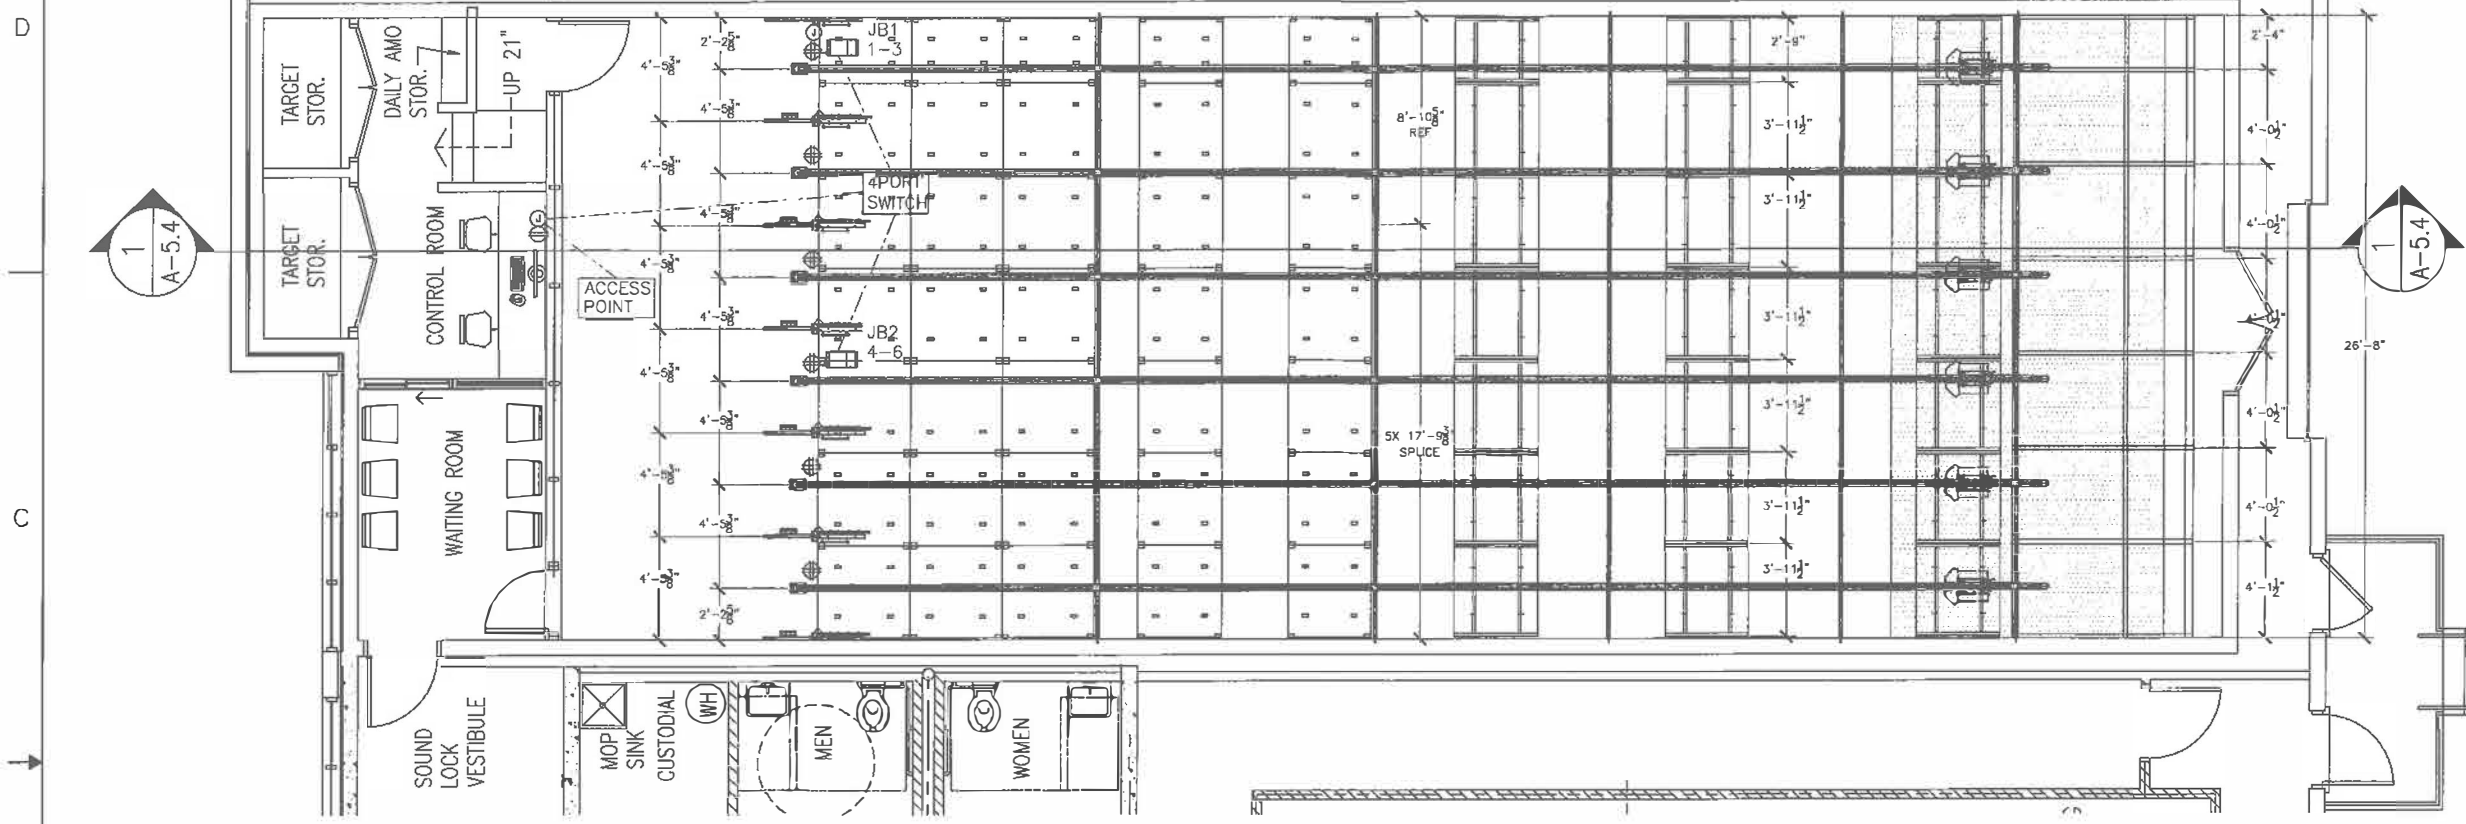 D
C
TARGET
STOR.
DAILY AMO
STOR.
UP 21"
TARGET
STOR.
CONTROL ROOM
WAITING ROOM
SOUND
LOCK
VESTIBULE
MOP
SINK
CUSTODIAL
WH
MEN
WOMEN
1
A-5.4
ACCESS
POINT
4'-5⅜"
4'-5⅜"
4'-5⅜"
4'-5⅜"
4'-5⅜"
2'-2⅝"
4'-5⅜"
4'-5⅜"
4'-5⅜"
4'-5⅜"
4'-5⅜"
2'-2⅝"
JB1
1-3
4PORT
SWITCH
JB2
4-6
8'-10⅝"
REF
5X 17'-9⅜"
SPLICE
2'-9"
3'-11½"
3'-11½"
3'-11½"
3'-11½"
3'-11½"
3'-11½"
2'-4"
4'-0½"
4'-0½"
4'-0½"
4'-0½"
4'-1½"
26'-8"
1
A-5.4